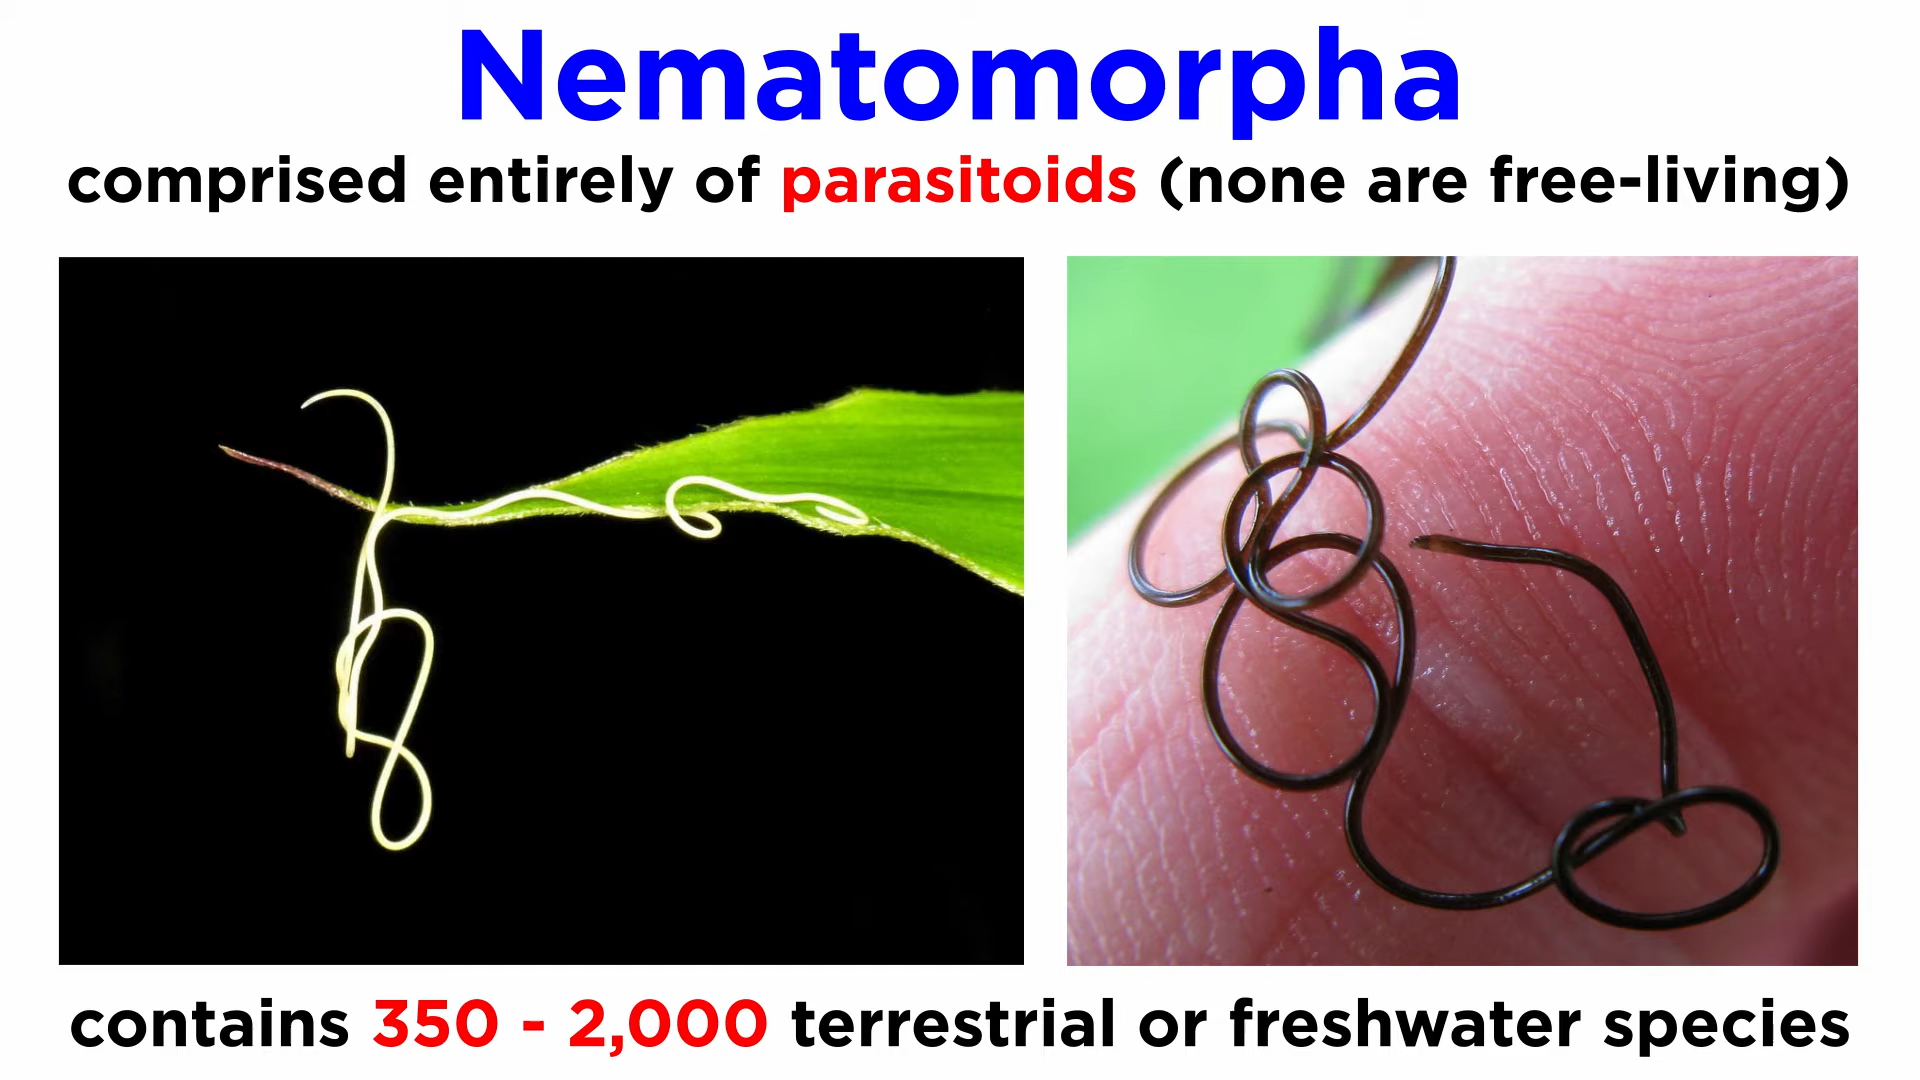 Nematomorpha
comprised entirely of parasitoids (none are free-living)
contains 350 - 2,000 terrestrial or freshwater species